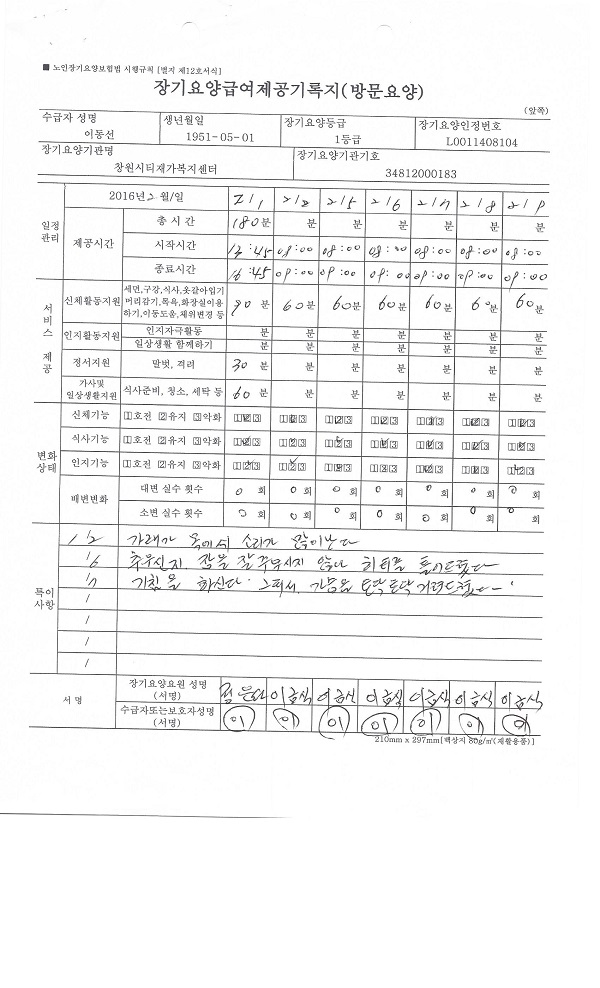 ■ 노인장기요양보험법 시행규칙 [별지 제12호서식]
장기요양급여제공기록지(방문요양)
(앞쪽)
수급자 성명 생년월일 장기요양등급 장기요양인정번호
이동선 1951-05-01 1등급 L0011408104
장기요양기관명 장기요양기관기호
창원시티재가복지센터 34812000183
일정관리 2016년 2 월/일 2/1 2/2 2/5 2/6 2/7 2/8 2/9
제공시간 총 시 간 180분 분 분 분 분 분 분
시작시간 13:45 08:00 08:00 08:00 08:00 08:00 08:00
종료시간 16:45 09:00 09:00 09:00 09:00 09:00 09:00
서비스 제공
신체활동지원 세면,구강,식사,옷갈아입기 머리감기,목욕,화장실이용하기,이동도움,체위변경 등 90 분 60분 60분 60분 60분 60분 60분
인지활동지원 인지자극활동 분 분 분 분 분 분 분
일상생활 함께하기 분 분 분 분 분 분 분
정서지원 말벗, 격려 30 분 분 분 분 분 분 분
가사및 일상생활지원 식사준비, 청소, 세탁 등 60 분 분 분 분 분 분 분
변화상태
신체기능 1호전 2유지 3악화 123 123 123 123 123 123 123
식사기능 1호전 2유지 3악화 123 123 123 123 123 123 123
인지기능 1호전 2유지 3악화 123 123 123 123 123 123 123
배변변화 대변 실수 횟수 0 회 0 회 0 회 0 회 0 회 0 회 0 회
소변 실수 횟수 0 회 0 회 0 회 0 회 0 회 0 회 0 회
특이사항
1/2 가래가 목에서 소리가 많이난다
1/6 추우신지 잠을 잘 주무시지 않나 히터를 틀어드렸다
1/7 기침을 하신다 가슴을 토닥토닥 거려드렸다
/
/
/
/
서 명 장기요양요원 성명 (서명) 이금식 이금식 이금식 이금식 이금식 이금식
수급자또는보호자성명 (서명) 이 이 이 이 이 이 이
210mm x 297mm[백상지 80g/㎡(재활용품)]